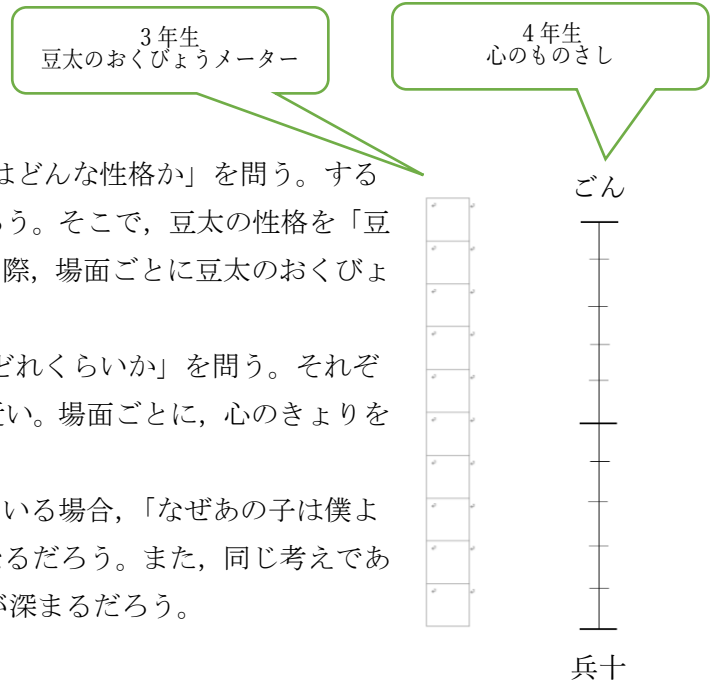 3年生
豆太のおくびょうメーター
4年生
心のものさし
はどんな性格か」を問う。する
ろう。そこで，豆太の性格を「豆
際，場面ごとに豆太のおくびょ
どれくらいか」を問う。それぞ
近い。場面ごとに，心のきょりを
いる場合，「なぜあの子は僕よ
るだろう。また，同じ考えであ
が深まるだろう。
ごん
兵十